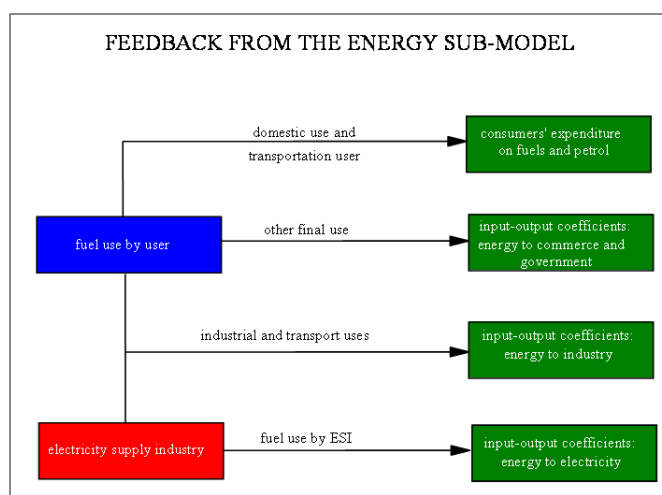 FEEDBACK FROM THE ENERGY SUB-MODEL
domestic use and
transportation user
consumers' expenditure
on fuels and petrol
fuel use by user
other final use
input-output coefficients:
energy to commerce and
government
industrial and transport uses
input-output coefficients:
energy to industry
electricity supply industry
fuel use by ESI
input-output coefficients:
energy to electricity